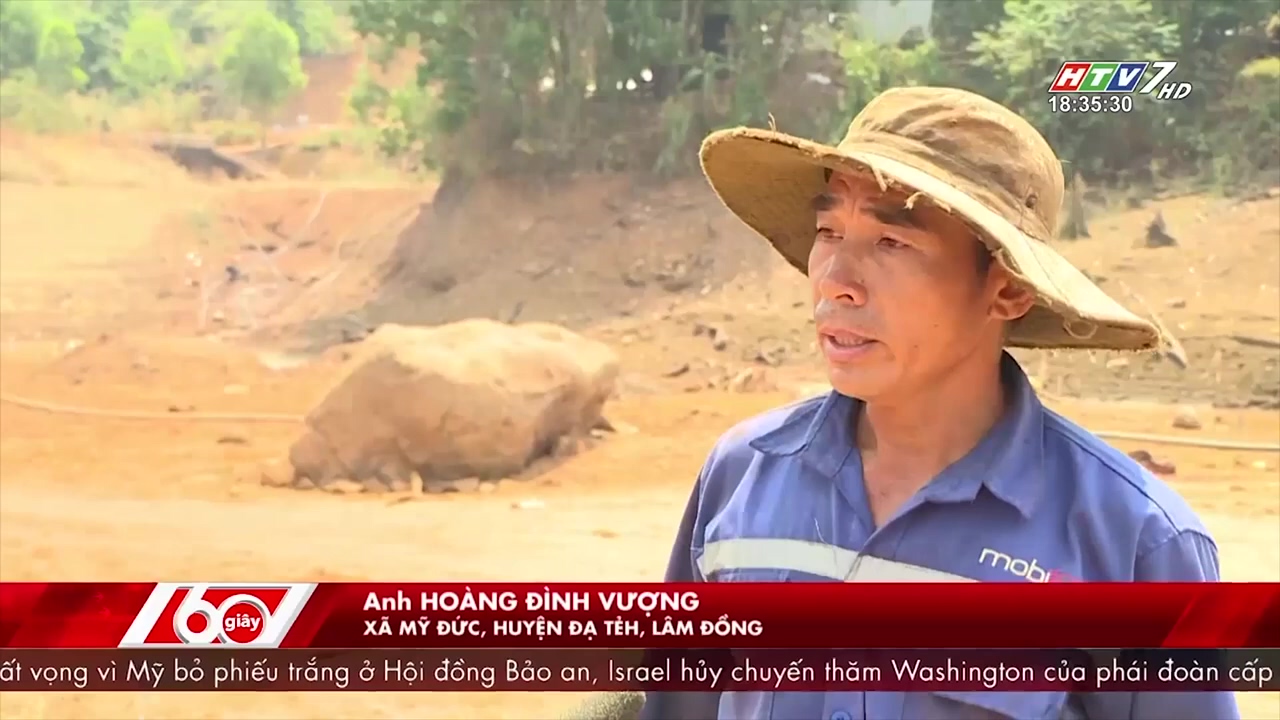 HTV7 HD
18:35:30
mobi
60 giây
Anh HOÀNG ĐÌNH VƯỢNG
XÃ MỸ ĐỨC, HUYỆN ĐẠ TẺH, LÂM ĐỒNG
vọng vì Mỹ bỏ phiếu trắng ở Hội đồng Bảo an, Israel hủy chuyến thăm Washington của phái đoàn cấp